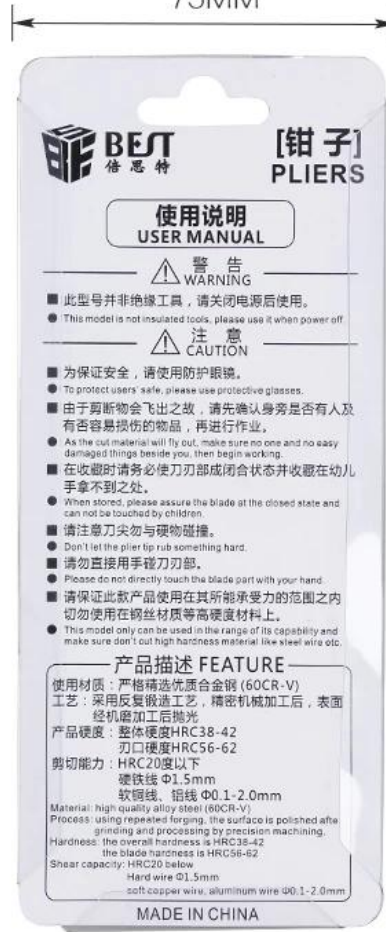 75MM
BEST
倍思特
[钳子]
PLIERS
使用说明
USER MANUAL
警 告
WARNING
■ 此型号并非绝缘工具，请关闭电源后使用。
● This model is not insulated tools, please use it when power off
注 意
CAUTION
■ 为保证安全，请使用防护眼镜。
● To protect users' safe, please use protective glasses.
■ 由于剪断物会飞出之故，请先确认身旁是否有人及
有否容易损伤的物品，再进行作业。
● As the cut material will fly out, make sure no one and no easy
damaged things beside you, then begin working.
■ 在收藏时请务必使刀刃部成闭合状态并收藏在幼儿
手拿不到之处。
● When stored, please assure the blade at the closed state and
can not be touched by children.
■ 请注意刀尖勿与硬物碰撞。
● Don't let the plier tip rub something hard.
■ 请勿直接用手碰刀刃部。
● Please do not directly touch the blade part with your hand.
■ 请保证此款产品使用在其所能承受力的范围之内
切勿使用在钢丝材质等高硬度材料上。
● This model only can be used in the range of its capability and
make sure don't cut high hardness material like steel wire etc.
产品描述 FEATURE
使用材质：严格精选优质合金钢 (60CR-V)
工艺：采用反复锻造工艺，精密机械加工后，表面
经机磨加工后抛光
产品硬度：整体硬度HRC38-42
刃口硬度HRC56-62
剪切能力：HRC20度以下
硬铁线 Φ1.5mm
软铜线、铝线 Φ0.1-2.0mm
Material: high quality alloy steel (60CR-V)
Process: using repeated forging, the surface is polished afte
grinding and processing by precision machining.
Hardness: the overall hardness is HRC38-42
the blade hardness is HRC56-62
Shear capacity: HRC20 below
Hard wire Φ1.5mm
soft copper wire, aluminum wire Φ0.1-2.0mm
MADE IN CHINA